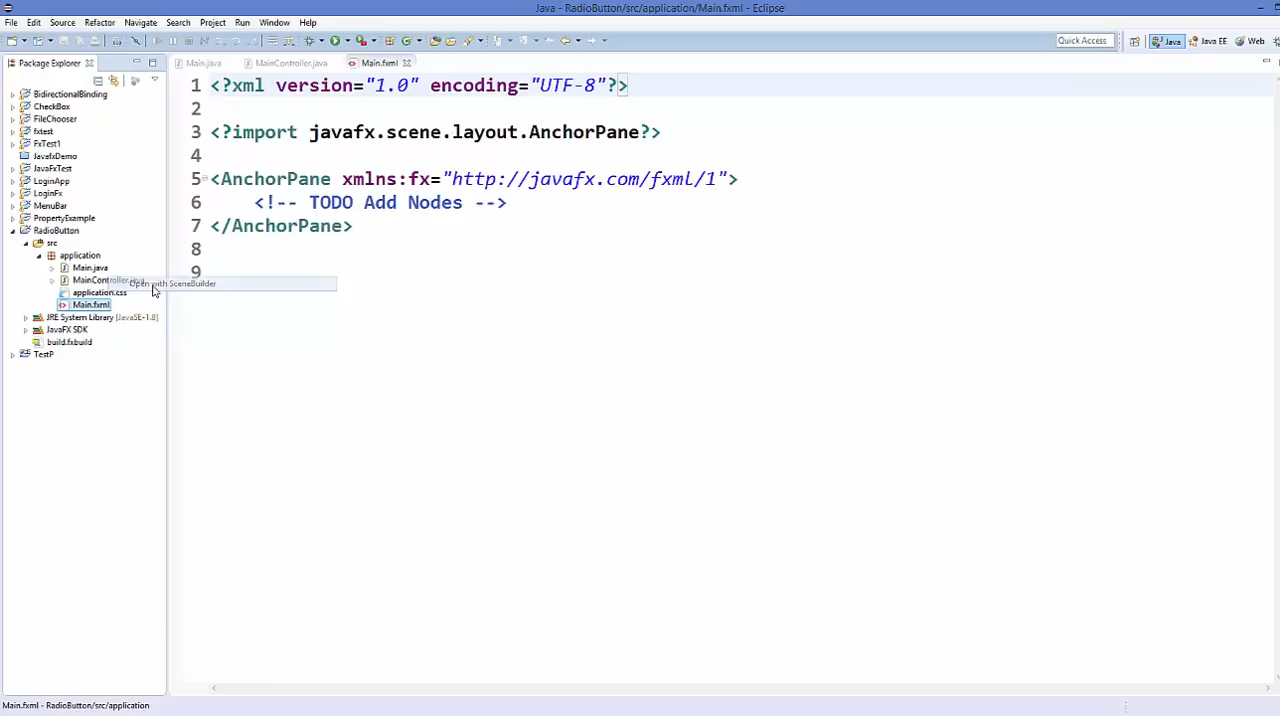 Java - RadioButton/src/application/Main.fxml - Eclipse
File Edit Source Refactor Navigate Search Project Run Window Help
Quick Access Java Java EE Web
Package Explorer
Main.java MainController.java Main.fxml
BidirectionalBinding
CheckBox
FileChooser
fxtest
FxTest1
JavafxDemo
JavaFxTest
LoginApp
LoginFx
MenuBar
PropertyExample
RadioButton
src
application
Main.java
MainController.java
Open with SceneBuilder
application.css
Main.fxml
JRE System Library [JavaSE-1.8]
JavaFX SDK
build.fxbuild
TestP
1 <?xml version="1.0" encoding="UTF-8"?>
2
3 <?import javafx.scene.layout.AnchorPane?>
4
5 <AnchorPane xmlns:fx="http://javafx.com/fxml/1">
6 <!-- TODO Add Nodes -->
7 </AnchorPane>
8
9
Main.fxml - RadioButton/src/application